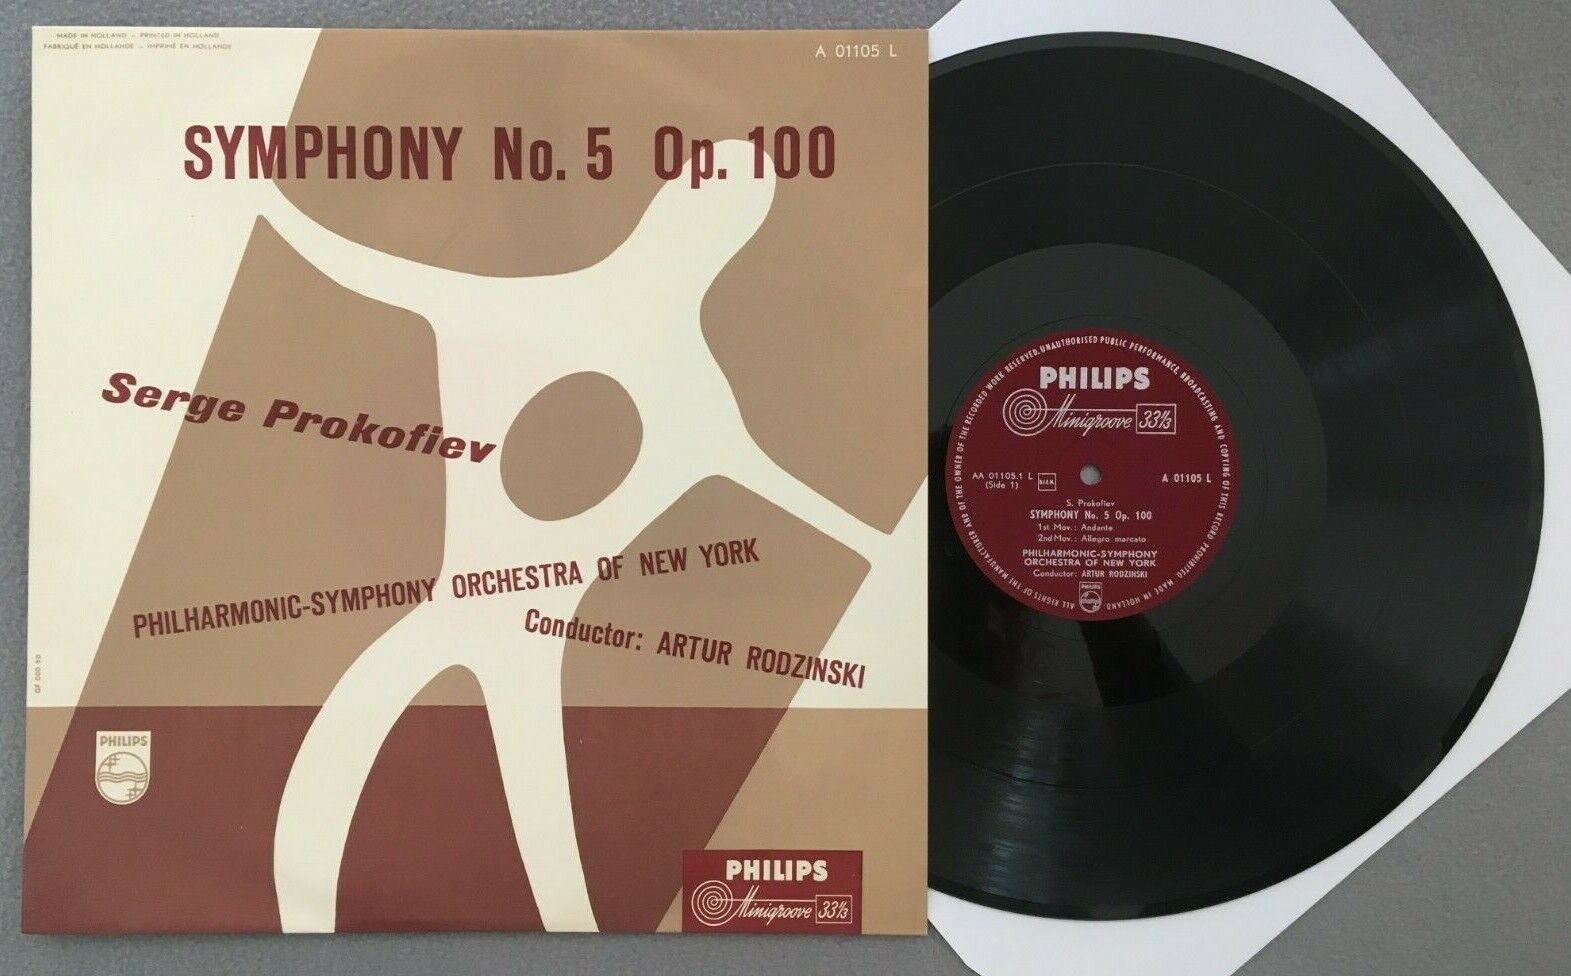 MADE IN HOLLAND - PRINTED IN HOLLAND
FABRIQUÉ EN HOLLANDE - IMPRIMÉ EN HOLLANDE
A 01105 L
SYMPHONY No. 5 Op. 100
Serge Prokofiev
PHILHARMONIC-SYMPHONY ORCHESTRA OF NEW YORK
Conductor: ARTUR RODZINSKI
GF 000 50
PHILIPS
PHILIPS
Minigroove 33⅓
ALL RIGHTS OF THE MANUFACTURER AND OF THE OWNER OF THE RECORDED WORK RESERVED. UNAUTHORISED PUBLIC PERFORMANCE, BROADCASTING AND COPYING OF THIS RECORD PROHIBITED. MADE IN HOLLAND
PHILIPS
Minigroove 33⅓
AA 01105.1 L
(Side 1)
B.I.E.M.
A 01105 L
S. Prokofiev
SYMPHONY No. 5 Op. 100
1st Mov.: Andante
2nd Mov.: Allegro marcato
PHILHARMONIC-SYMPHONY
ORCHESTRA OF NEW YORK
Conductor: ARTUR RODZINSKI
PHILIPS